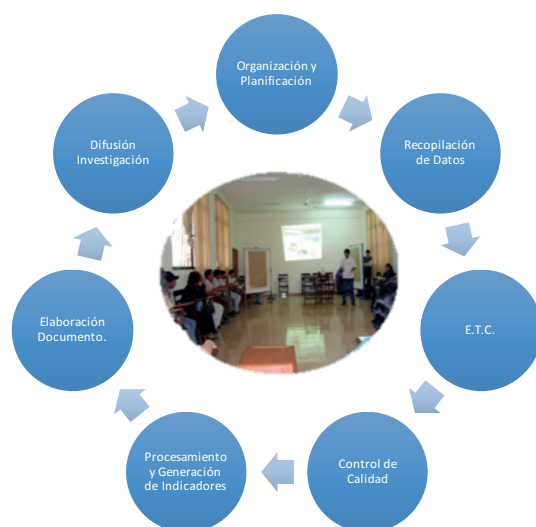 Organización y
Planificación
Recopilación
de Datos
E.T.C.
Control de
Calidad
Procesamiento
y Generación
de Indicadores
Elaboración
Documento.
Difusión
Investigación